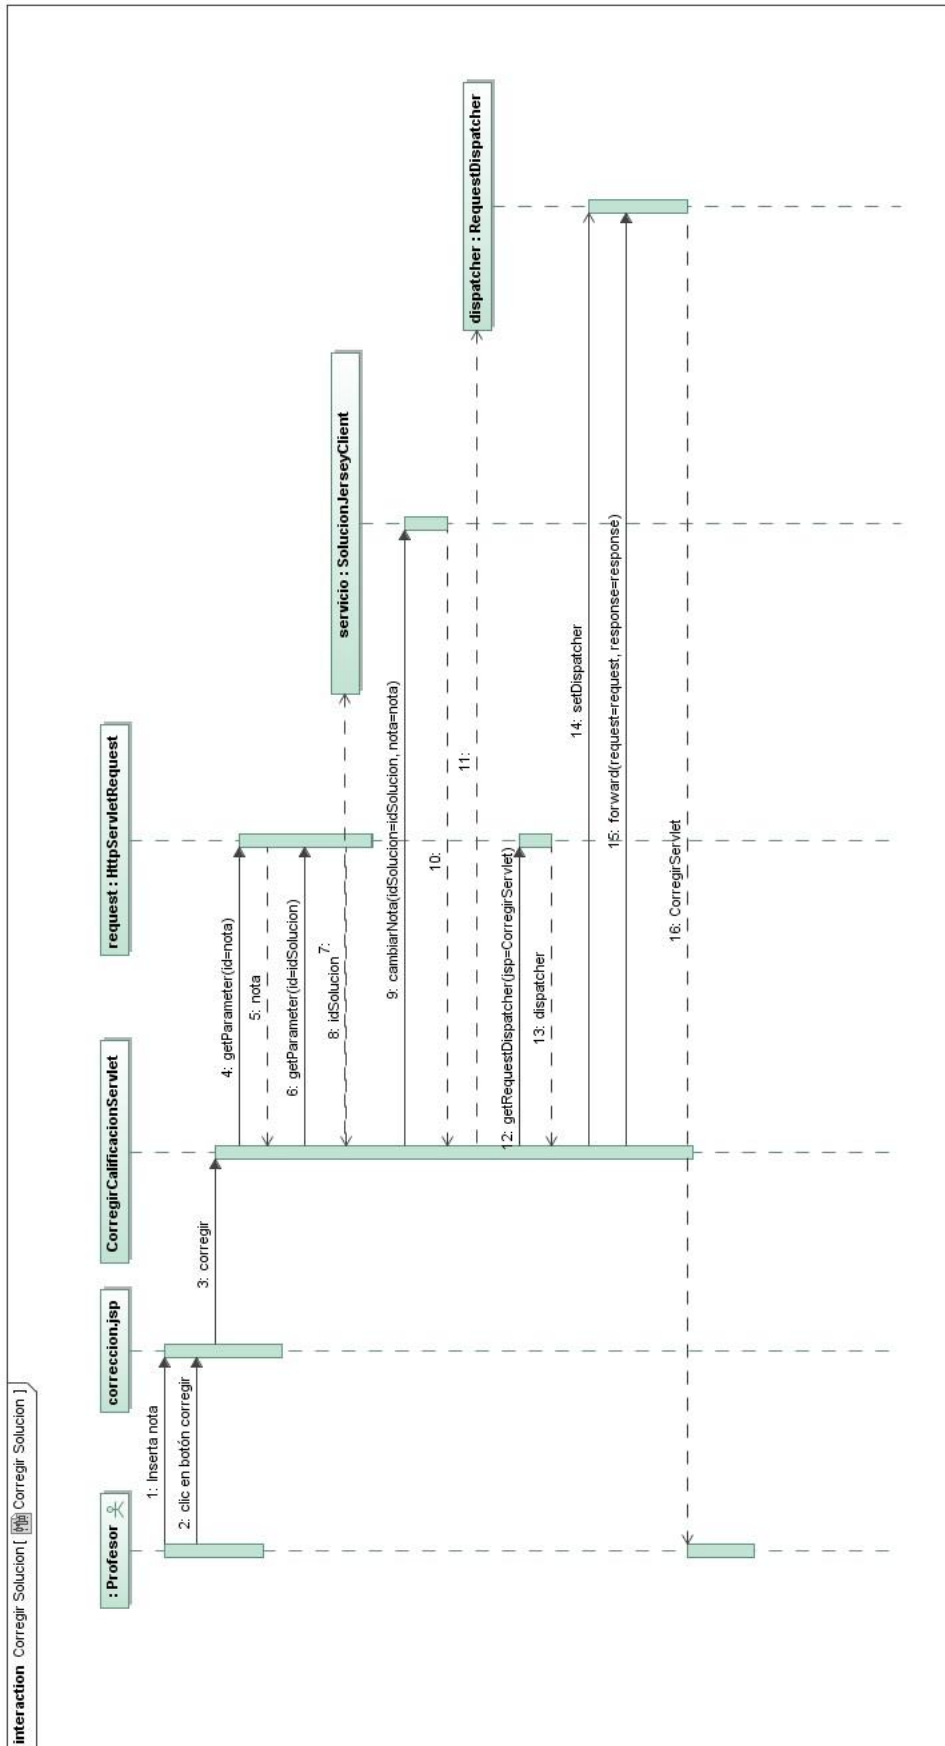 interaction Corregir Solucion [ Corregir Solucion ]
: Profesor
correccion.jsp
CorregirCalificacionServlet
request : HttpServletRequest
servicio : SolucionJerseyClient
dispatcher : RequestDispatcher
1: Inserta nota
2: clic en botón corregir
3: corregir
4: getParameter(id=nota)
5: nota
6: getParameter(id=idSolucion)
7:
8: idSolucion
9: cambiarNota(idSolucion=idSolucion, nota=nota)
10:
11:
12: getRequestDispatcher(jsp=CorregirServlet)
13: dispatcher
14: setDispatcher
15: forward(request=request, response=response)
16: CorregirServlet